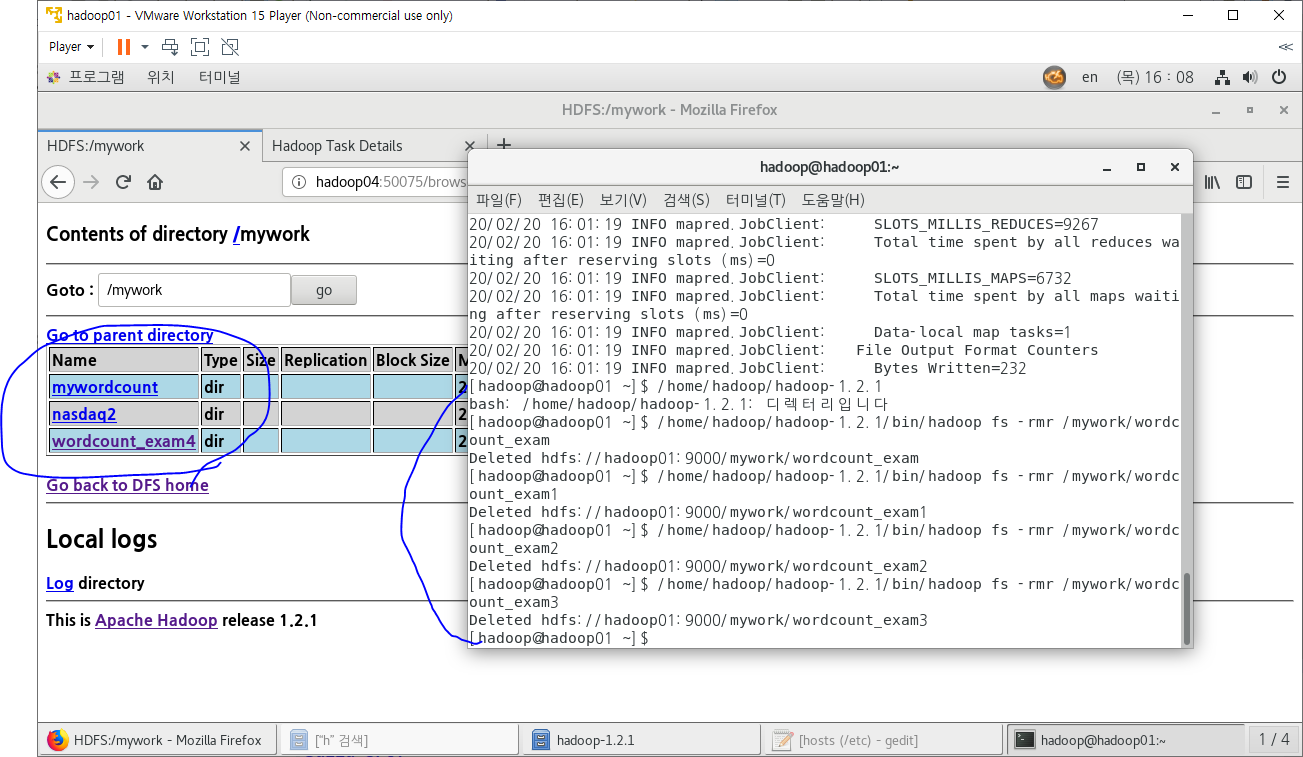 hadoop01 - VMware Workstation 15 Player (Non-commercial use only)
Player
프로그램 위치 터미널 en (목) 16 : 08
HDFS:/mywork - Mozilla Firefox
HDFS:/mywork Hadoop Task Details
hadoop04:50075/brows
Contents of directory /mywork
Goto : /mywork go
Go to parent directory
Name Type Size Replication Block Size M
mywordcount dir 2
nasdaq2 dir 2
wordcount_exam4 dir 2
Go back to DFS home
Local logs
Log directory
This is Apache Hadoop release 1.2.1
hadoop@hadoop01:~
파일(F) 편집(E) 보기(V) 검색(S) 터미널(T) 도움말(H)
20/02/20 16:01:19 INFO mapred.JobClient: SLOTS_MILLIS_REDUCES=9267
20/02/20 16:01:19 INFO mapred.JobClient: Total time spent by all reduces wa
iting after reserving slots (ms)=0
20/02/20 16:01:19 INFO mapred.JobClient: SLOTS_MILLIS_MAPS=6732
20/02/20 16:01:19 INFO mapred.JobClient: Total time spent by all maps waiti
ng after reserving slots (ms)=0
20/02/20 16:01:19 INFO mapred.JobClient: Data-local map tasks=1
20/02/20 16:01:19 INFO mapred.JobClient: File Output Format Counters
20/02/20 16:01:19 INFO mapred.JobClient: Bytes Written=232
[hadoop@hadoop01 ~]$ /home/hadoop/hadoop-1.2.1
bash: /home/hadoop/hadoop-1.2.1: 디렉터리입니다
[hadoop@hadoop01 ~]$ /home/hadoop/hadoop-1.2.1/bin/hadoop fs -rmr /mywork/wordc
ount_exam
Deleted hdfs://hadoop01:9000/mywork/wordcount_exam
[hadoop@hadoop01 ~]$ /home/hadoop/hadoop-1.2.1/bin/hadoop fs -rmr /mywork/wordc
ount_exam1
Deleted hdfs://hadoop01:9000/mywork/wordcount_exam1
[hadoop@hadoop01 ~]$ /home/hadoop/hadoop-1.2.1/bin/hadoop fs -rmr /mywork/wordc
ount_exam2
Deleted hdfs://hadoop01:9000/mywork/wordcount_exam2
[hadoop@hadoop01 ~]$ /home/hadoop/hadoop-1.2.1/bin/hadoop fs -rmr /mywork/wordc
ount_exam3
Deleted hdfs://hadoop01:9000/mywork/wordcount_exam3
[hadoop@hadoop01 ~]$
HDFS:/mywork - Mozilla Firefox ["h" 검색] hadoop-1.2.1 [hosts (/etc) - gedit] hadoop@hadoop01:~ 1 / 4